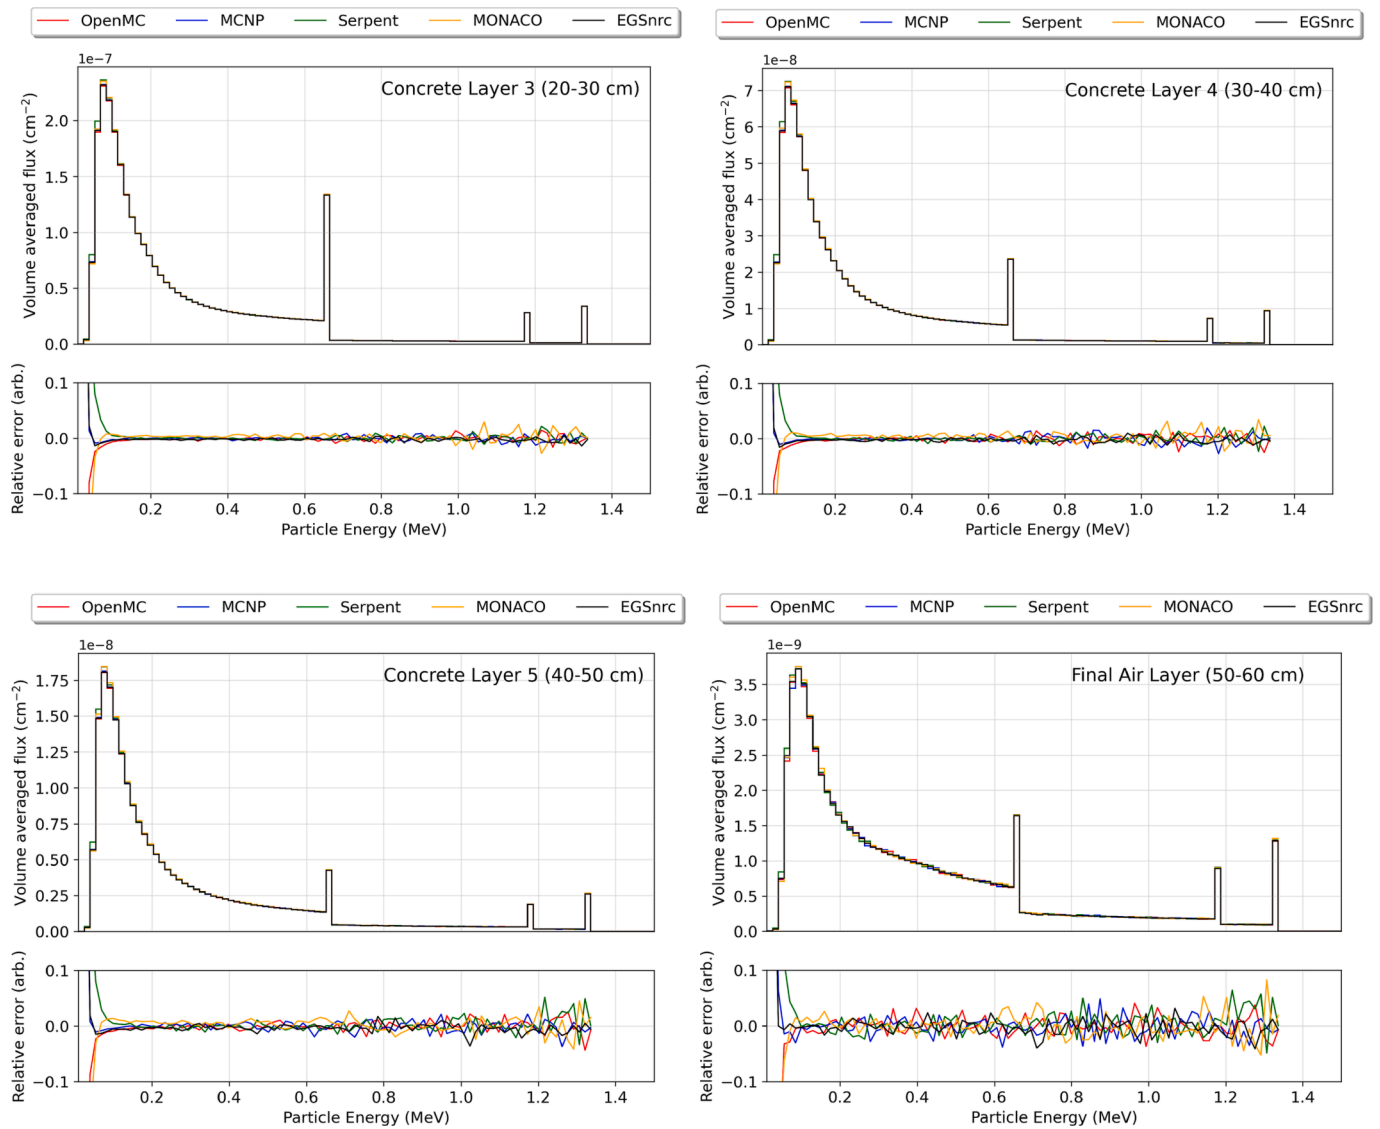 OpenMC MCNP Serpent MONACO EGSnrc
1e−7
Concrete Layer 3 (20-30 cm)
Volume averaged flux (cm⁻²)
2.0
1.5
1.0
0.5
0.0
Relative error (arb.)
0.1
0.0
−0.1
0.2 0.4 0.6 0.8 1.0 1.2 1.4
Particle Energy (MeV)
OpenMC MCNP Serpent MONACO EGSnrc
1e−8
Concrete Layer 4 (30-40 cm)
Volume averaged flux (cm⁻²)
7
6
5
4
3
2
1
0
Relative error (arb.)
0.1
0.0
−0.1
0.2 0.4 0.6 0.8 1.0 1.2 1.4
Particle Energy (MeV)
OpenMC MCNP Serpent MONACO EGSnrc
1e−8
Concrete Layer 5 (40-50 cm)
Volume averaged flux (cm⁻²)
1.75
1.50
1.25
1.00
0.75
0.50
0.25
0.00
Relative error (arb.)
0.1
0.0
−0.1
0.2 0.4 0.6 0.8 1.0 1.2 1.4
Particle Energy (MeV)
OpenMC MCNP Serpent MONACO EGSnrc
1e−9
Final Air Layer (50-60 cm)
Volume averaged flux (cm⁻²)
3.5
3.0
2.5
2.0
1.5
1.0
0.5
0.0
Relative error (arb.)
0.1
0.0
−0.1
0.2 0.4 0.6 0.8 1.0 1.2 1.4
Particle Energy (MeV)